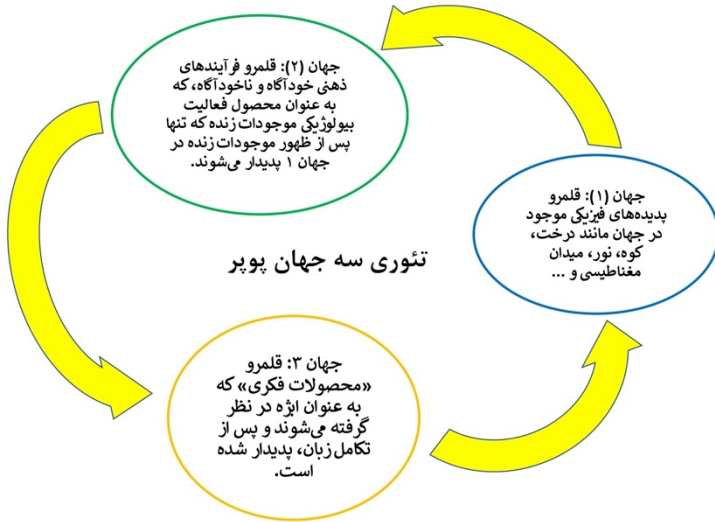 جهان (۲): قلمرو فرآیندهای
ذهنی خودآگاه و ناخودآگاه، که
به عنوان محصول فعالیت
بیولوژیکی موجودات زنده که تنها
پس از ظهور موجودات زنده در
جهان ۱ پدیدار می‌شوند.
جهان (۱): قلمرو
پدیده‌های فیزیکی موجود
در جهان مانند درخت،
کوه، نور، میدان
مغناطیسی و ...
تئوری سه جهان پوپر
جهان ۳: قلمرو
«محصولات فکری» که
به عنوان ابژه در نظر
گرفته می‌شوند و پس از
تکامل زبان، پدیدار شده
است.